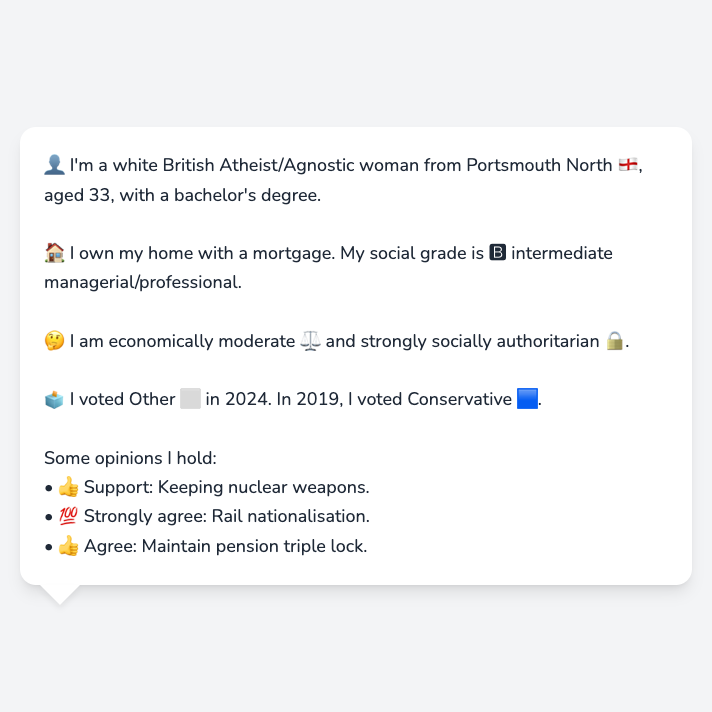 👤 I'm a white British Atheist/Agnostic woman from Portsmouth North 🏴󠁧󠁢󠁥󠁮󠁧󠁿,
aged 33, with a bachelor's degree.
🏠 I own my home with a mortgage. My social grade is 🅱 intermediate
managerial/professional.
🤔 I am economically moderate ⚖️ and strongly socially authoritarian 🔒.
🗳️ I voted Other ⬜ in 2024. In 2019, I voted Conservative 🟦.
Some opinions I hold:
• 👍 Support: Keeping nuclear weapons.
• 💯 Strongly agree: Rail nationalisation.
• 👍 Agree: Maintain pension triple lock.